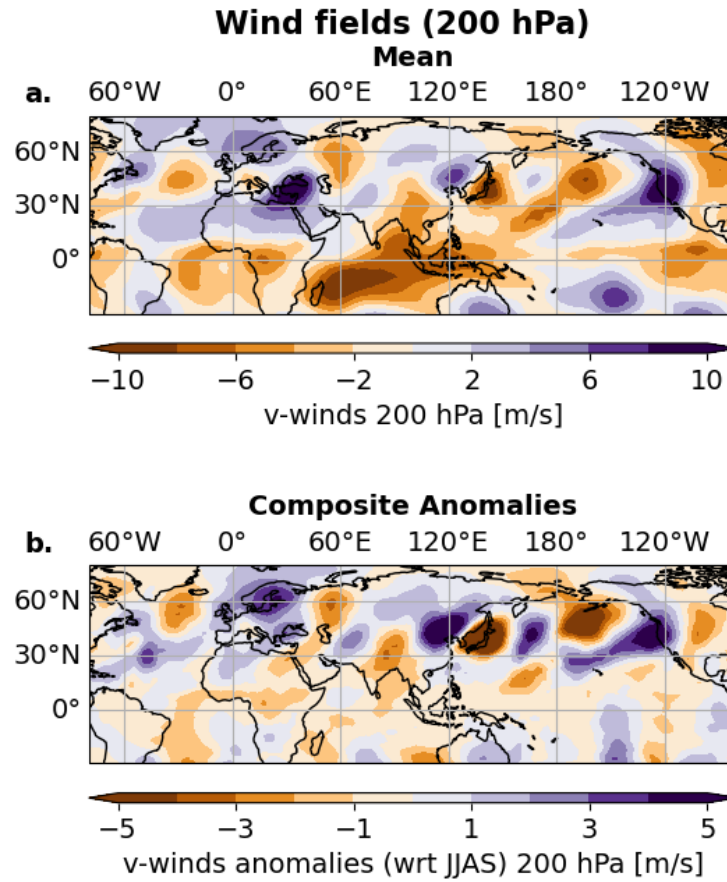 Wind fields (200 hPa)
Mean
a.
60°W 0° 60°E 120°E 180° 120°W
60°N
30°N
0°
−10 −6 −2 2 6 10
v-winds 200 hPa [m/s]
Composite Anomalies
b.
60°W 0° 60°E 120°E 180° 120°W
60°N
30°N
0°
−5 −3 −1 1 3 5
v-winds anomalies (wrt JJAS) 200 hPa [m/s]